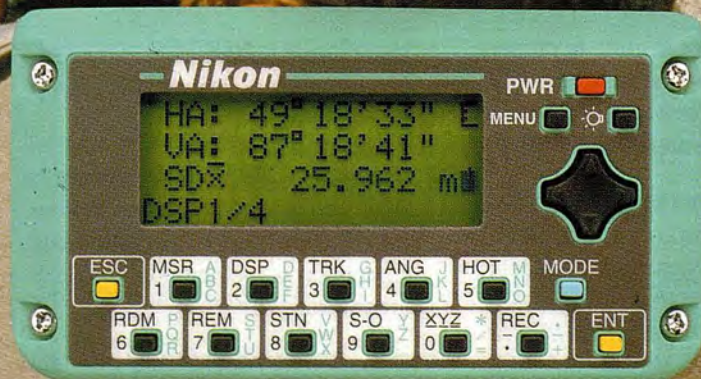 Nikon
PWR
MENU
HA: 49°18'33" E
VA: 87°18'41"
SDx̄ 25.962 m
DSP1/4
ESC MSR ABC DSP DEF TRK GHI ANG JKL HOT MNO MODE
1 2 3 4 5
RDM PQR REM STU STN VWX S-O YZ XYZ */= REC ENT
6 7 8 9 0 -.